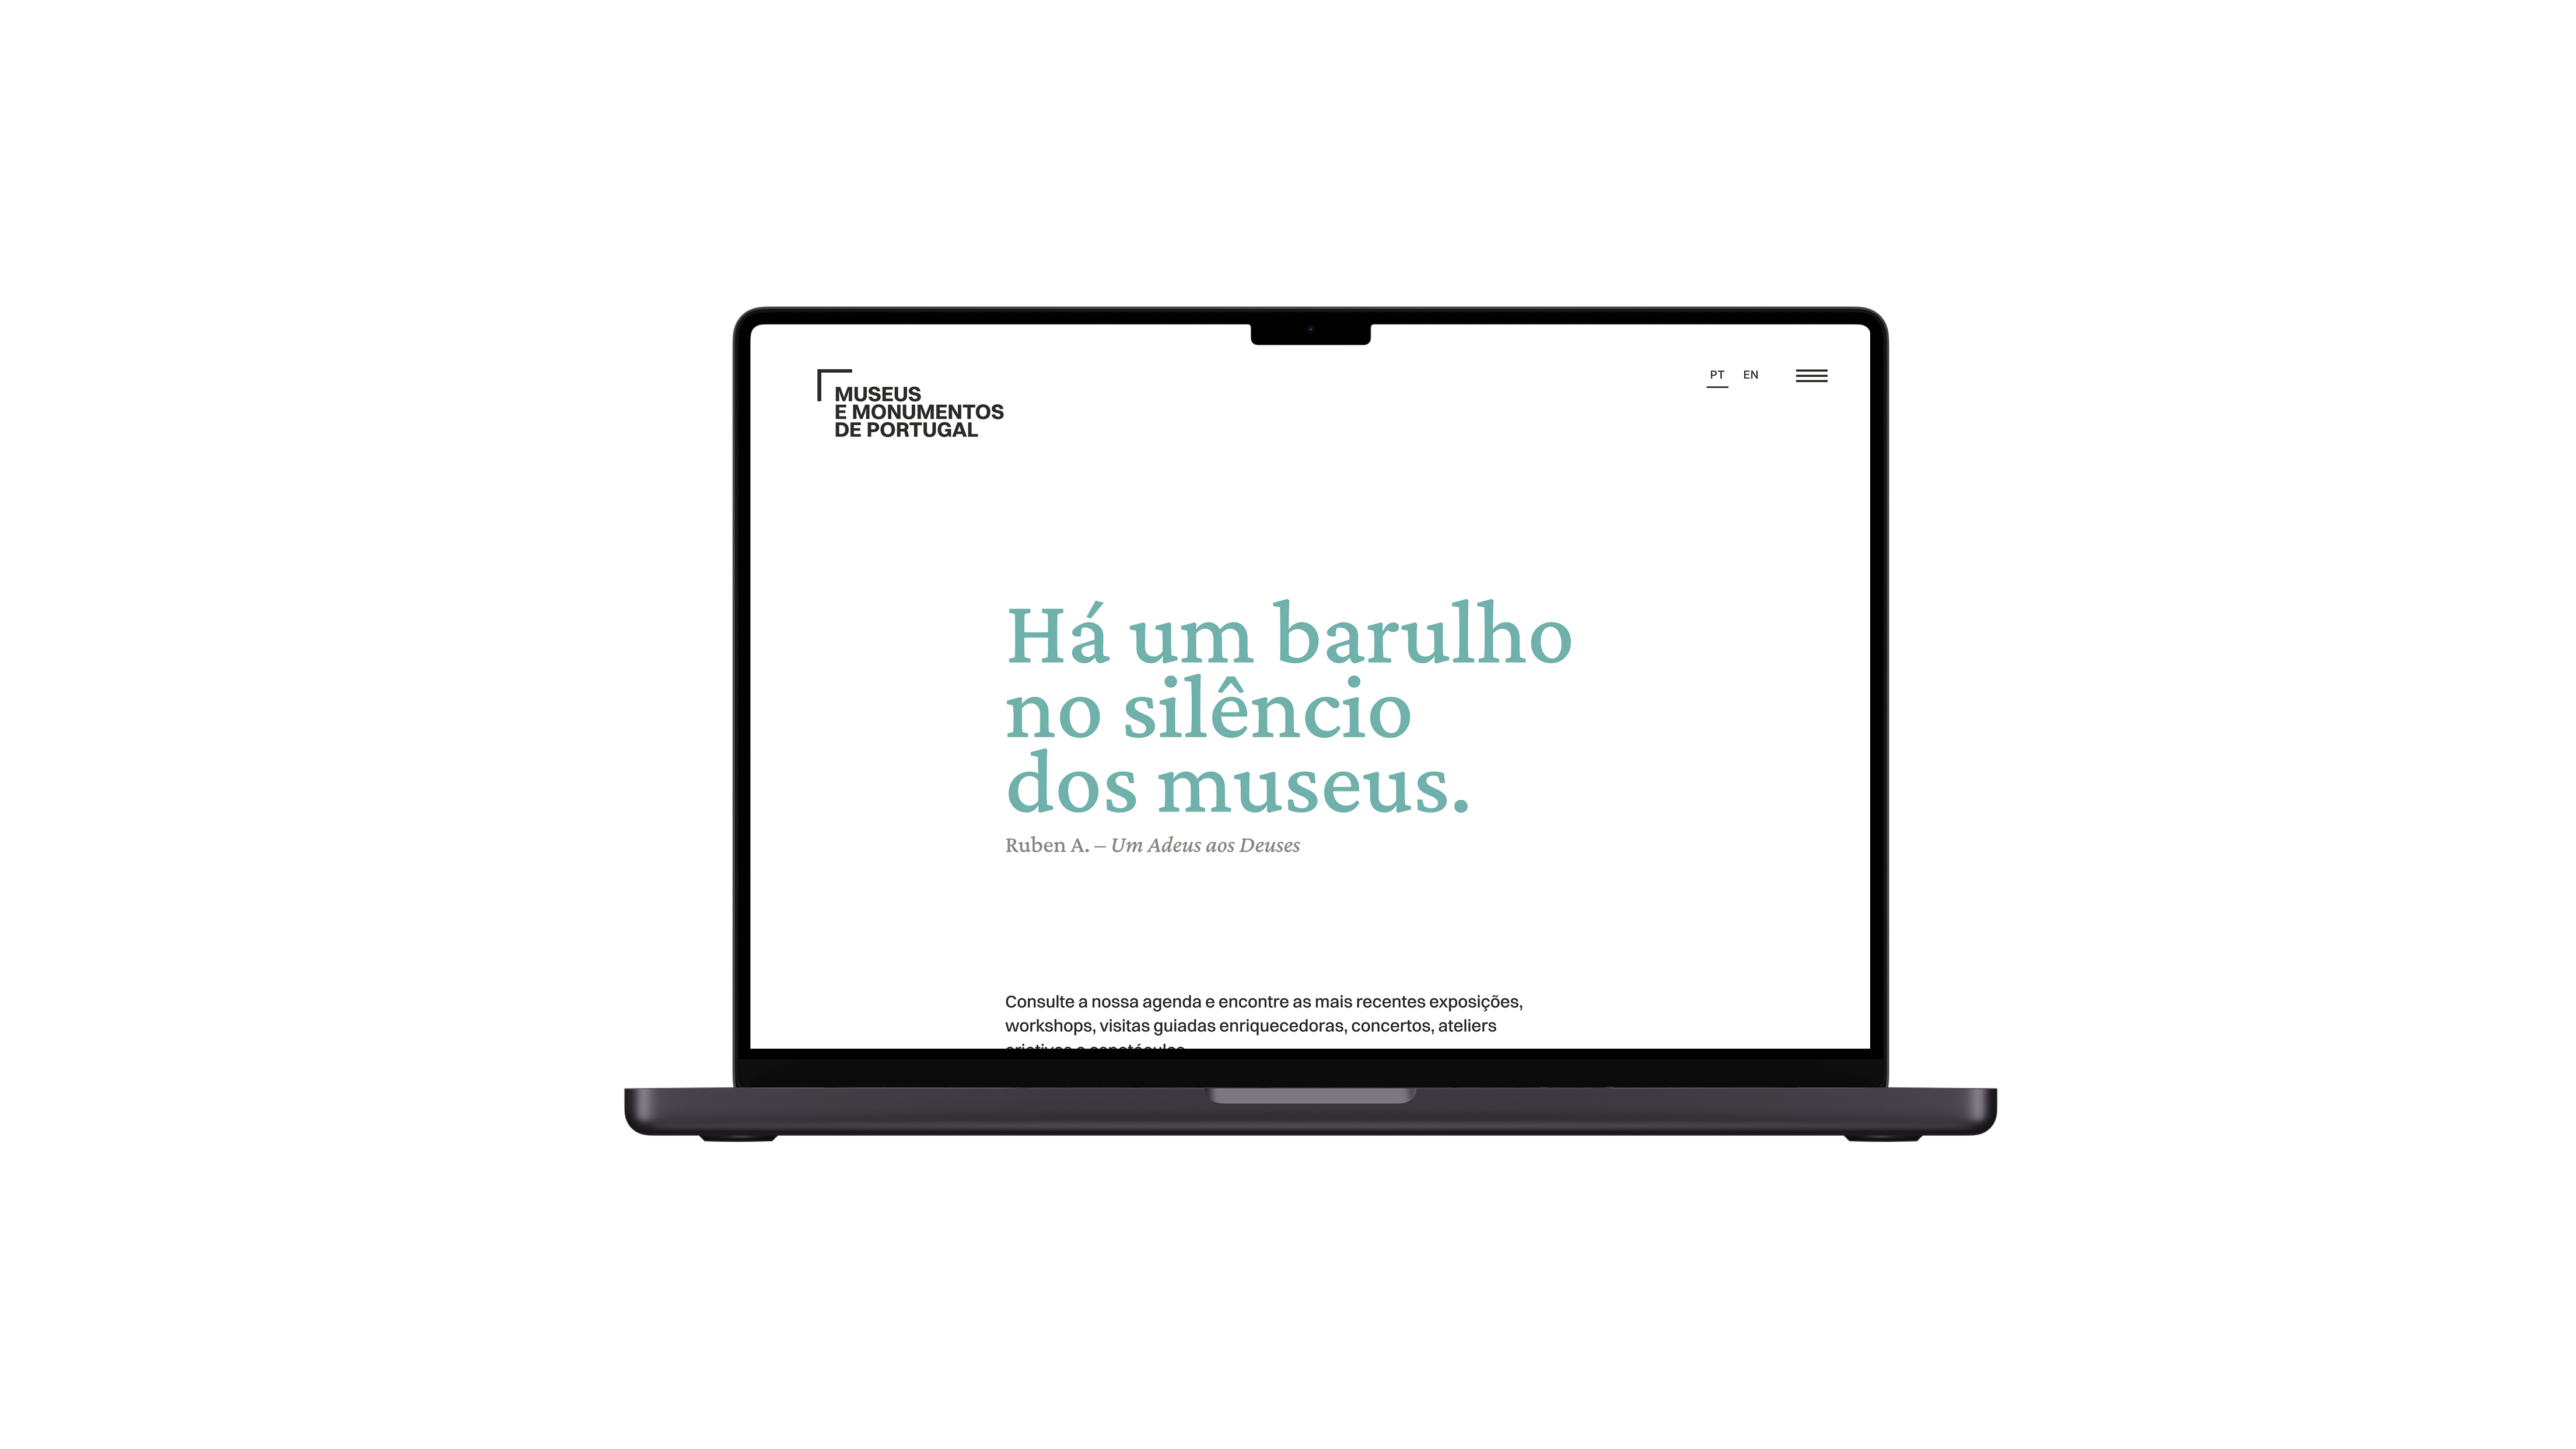 MUSEUS
E MONUMENTOS
DE PORTUGAL
PT EN
Há um barulho
no silêncio
dos museus.
Ruben A. – Um Adeus aos Deuses
Consulte a nossa agenda e encontre as mais recentes exposições,
workshops, visitas guiadas enriquecedoras, concertos, ateliers